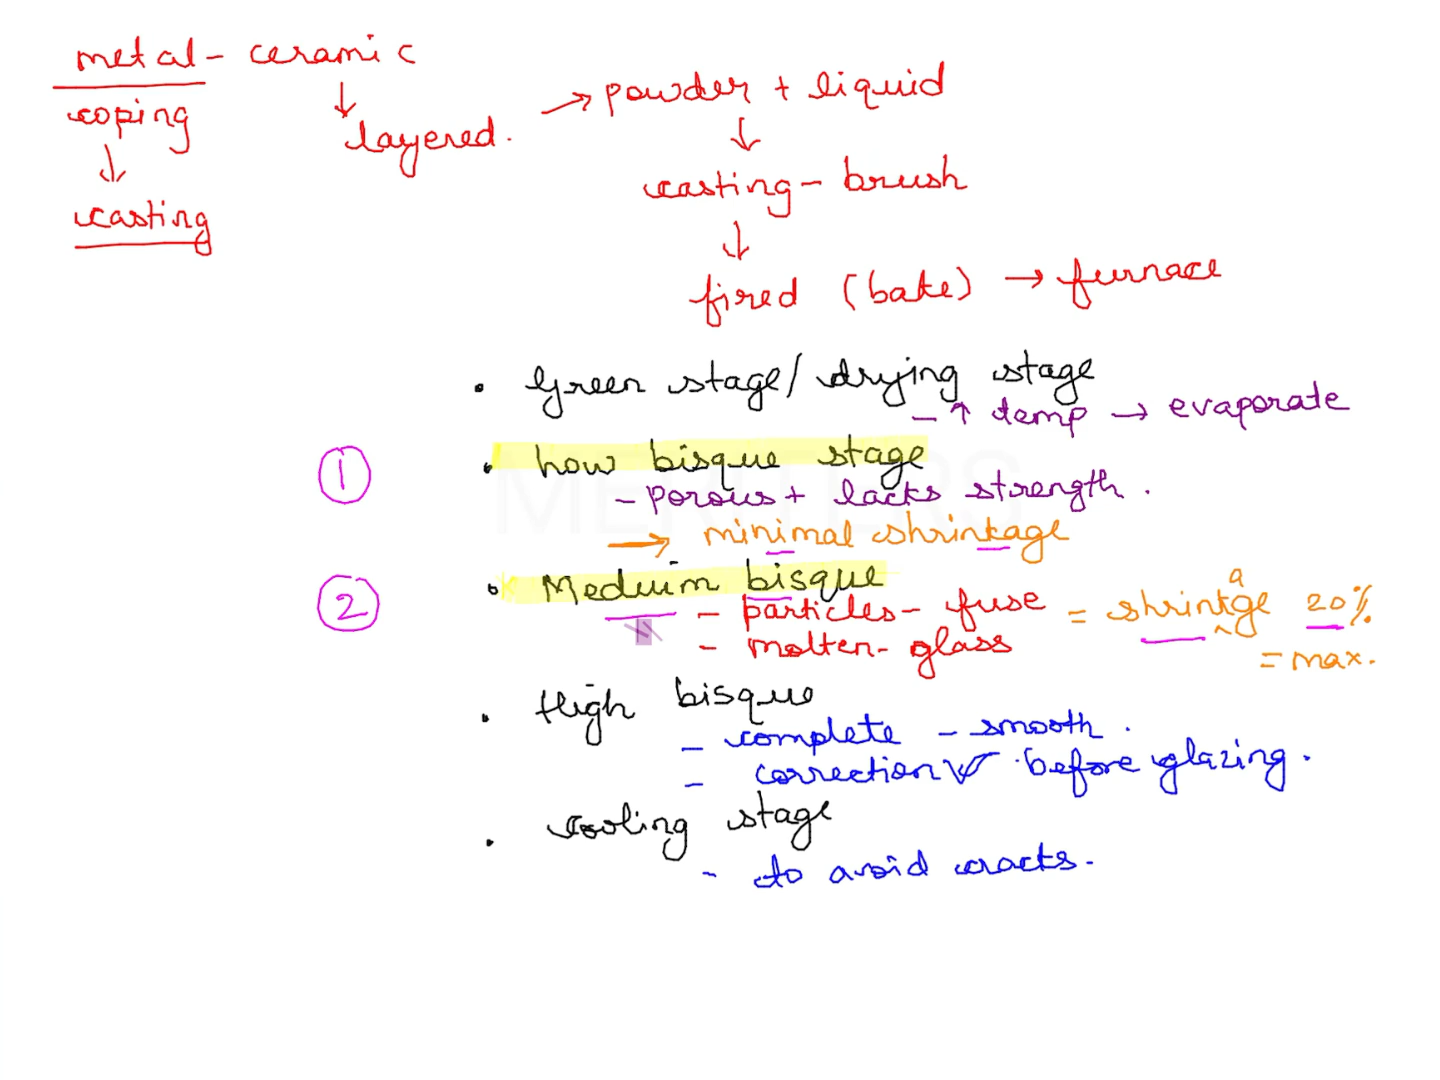 metal - ceramic
coping
↓
casting
↓
layered.
→ powder + liquid
↓
casting - brush
↓
fired (bake) → furnace
• Green stage / drying stage
- ↑ temp → evaporate
① • Low bisque stage
- porous + lacks strength.
→ minimal shrinkage
② • Meduim bisque
- particles - fuse = shrinkage 20%
- molten - glass = max.
• High bisque
- complete - smooth.
- correction ✓ before glazing.
• Cooling stage
- to avoid cracks.